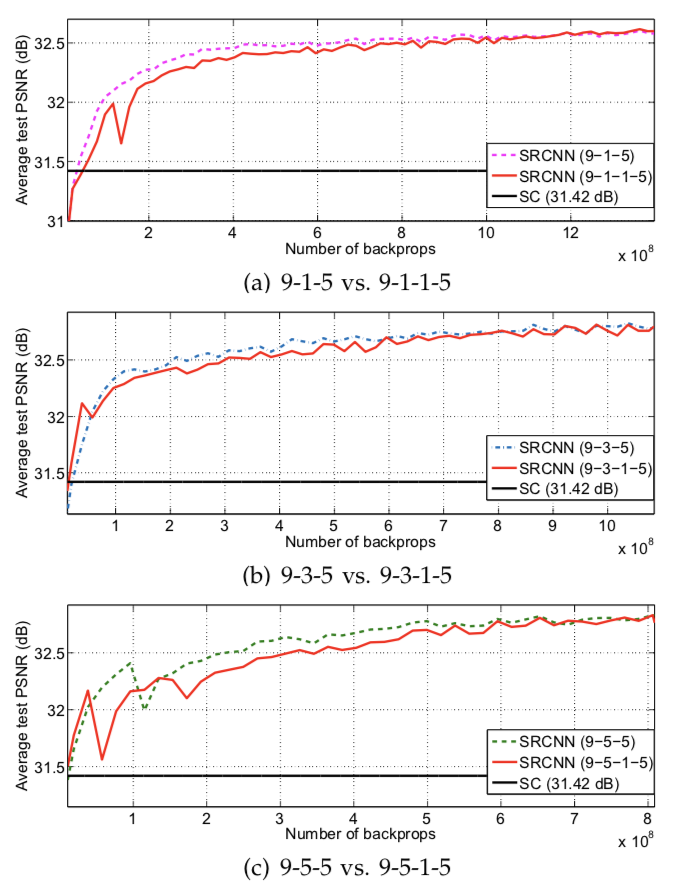 Average test PSNR (dB)
32.5
32
31.5
31
SRCNN (9−1−5)
SRCNN (9−1−1−5)
SC (31.42 dB)
2 4 6 8 10 12
Number of backprops
x 10^8
(a) 9-1-5 vs. 9-1-1-5
Average test PSNR (dB)
32.5
32
31.5
SRCNN (9−3−5)
SRCNN (9−3−1−5)
SC (31.42 dB)
1 2 3 4 5 6 7 8 9 10
Number of backprops
x 10^8
(b) 9-3-5 vs. 9-3-1-5
Average test PSNR (dB)
32.5
32
31.5
SRCNN (9−5−5)
SRCNN (9−5−1−5)
SC (31.42 dB)
1 2 3 4 5 6 7 8
Number of backprops
x 10^8
(c) 9-5-5 vs. 9-5-1-5